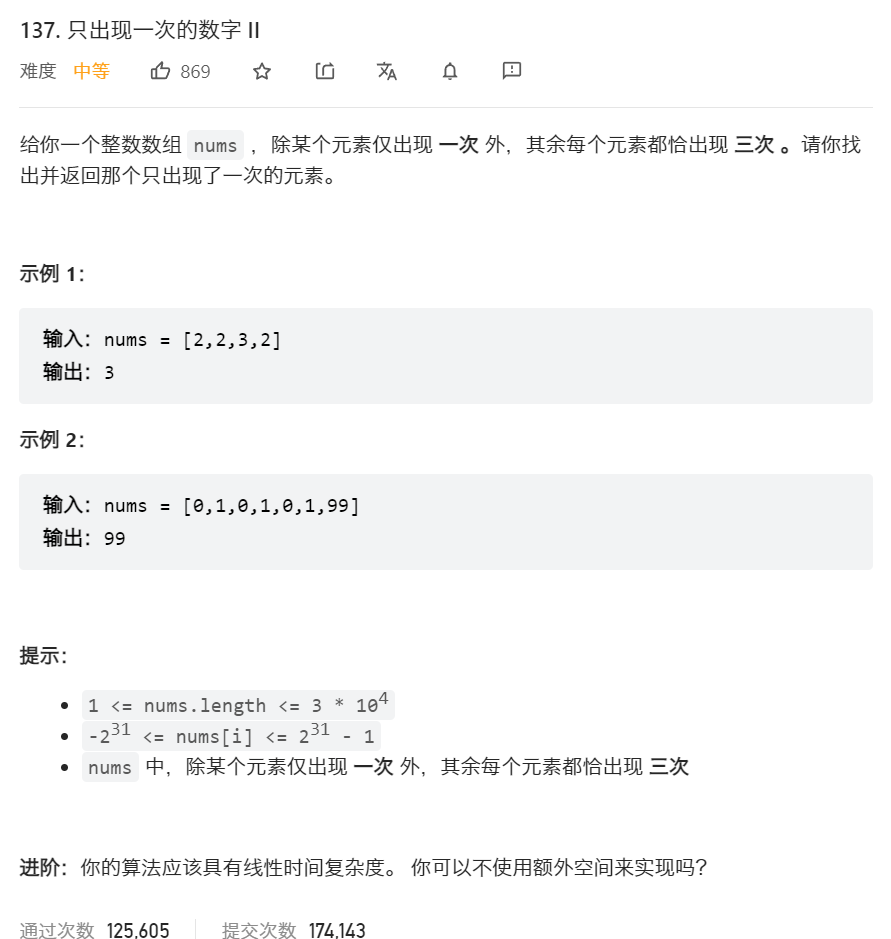 137. 只出现一次的数字 II
难度 中等 869
给你一个整数数组 nums ，除某个元素仅出现 一次 外，其余每个元素都恰出现 三次 。请你找
出并返回那个只出现了一次的元素。
示例 1：
输入：nums = [2,2,3,2]
输出：3
示例 2：
输入：nums = [0,1,0,1,0,1,99]
输出：99
提示：
1 <= nums.length <= 3 * 10⁴
-2³¹ <= nums[i] <= 2³¹ - 1
nums 中，除某个元素仅出现 一次 外，其余每个元素都恰出现 三次
进阶：你的算法应该具有线性时间复杂度。 你可以不使用额外空间来实现吗？
通过次数 125,605 提交次数 174,143